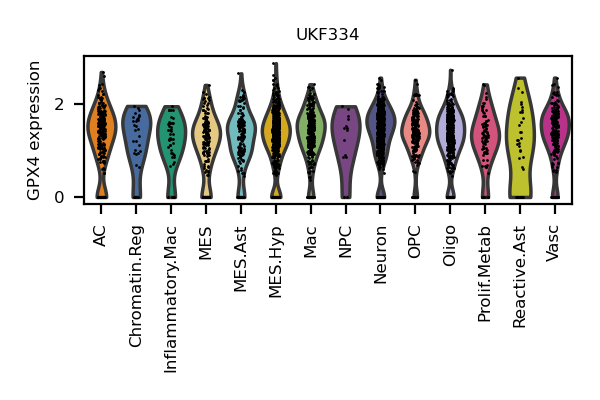 UKF334
GPX4 expression
2
0
AC
Chromatin.Reg
Inflammatory.Mac
MES
MES.Ast
MES.Hyp
Mac
NPC
Neuron
OPC
Oligo
Prolif.Metab
Reactive.Ast
Vasc